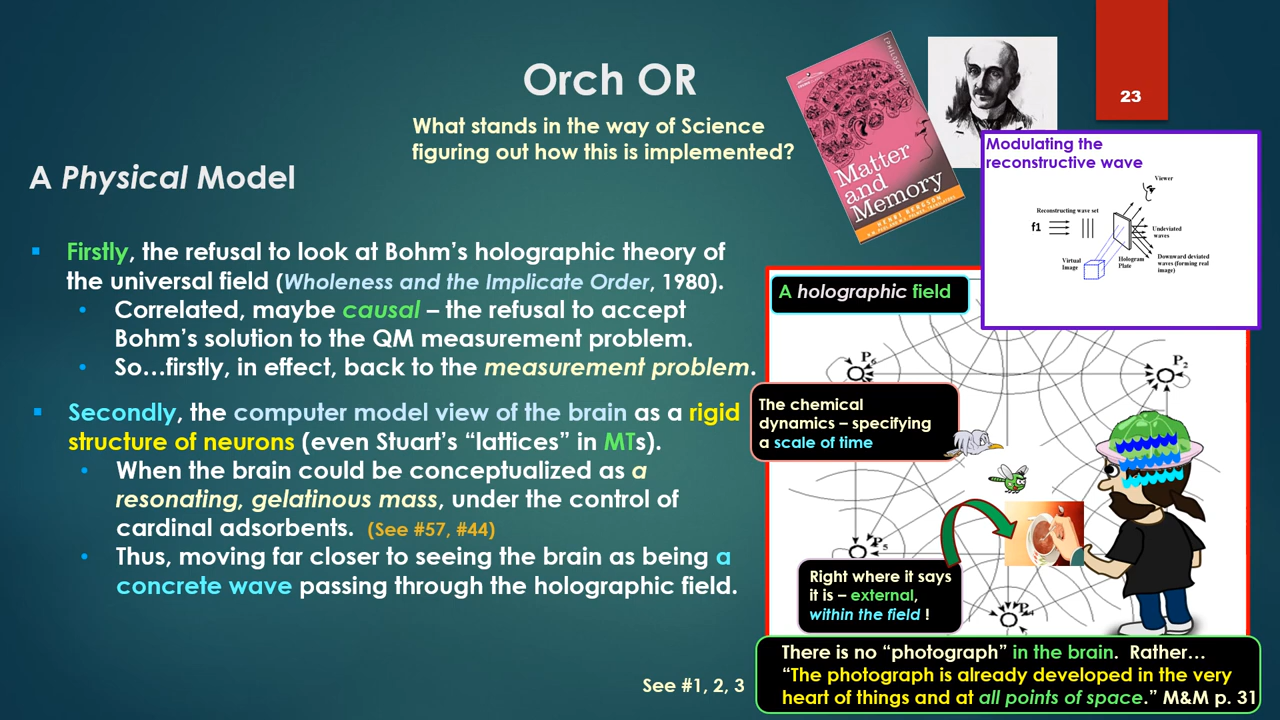 Orch OR
What stands in the way of Science
figuring out how this is implemented?
23
A Physical Model
▪ Firstly, the refusal to look at Bohm's holographic theory of
the universal field (Wholeness and the Implicate Order, 1980).
• Correlated, maybe causal – the refusal to accept
Bohm's solution to the QM measurement problem.
• So…firstly, in effect, back to the measurement problem.
▪ Secondly, the computer model view of the brain as a rigid
structure of neurons (even Stuart's "lattices" in MTs).
• When the brain could be conceptualized as a
resonating, gelatinous mass, under the control of
cardinal adsorbents. (See #57, #44)
• Thus, moving far closer to seeing the brain as being a
concrete wave passing through the holographic field.
See #1, 2, 3
Matter
and
Memory
HENRI BERGSON
Modulating the
reconstructive wave
Viewer
Reconstructing wave set
f1
Undeviated
waves
Virtual
Image
Hologram
Plate
Downward deviated
waves (forming real
image)
A holographic field
P6
P2
The chemical
dynamics – specifying
a scale of time
P5
Right where it says
it is – external,
within the field !
P4
There is no "photograph" in the brain. Rather…
"The photograph is already developed in the very
heart of things and at all points of space." M&M p. 31